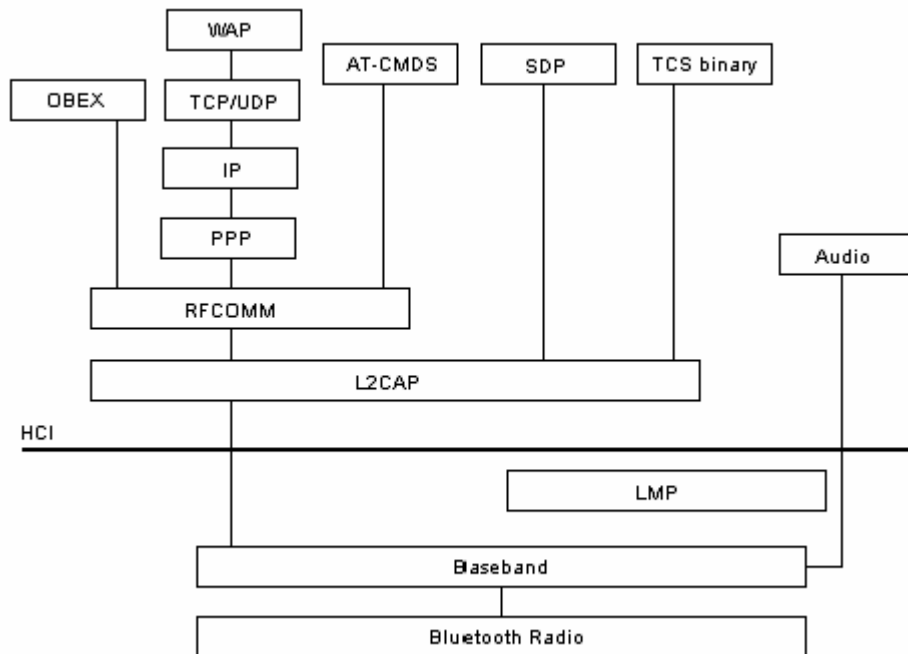 WAP
AT-CMDS
SDP
TCS binary
OBEX
TCP/UDP
IP
PPP
Audio
RFCOMM
L2CAP
HCI
LMP
Baseband
Bluetooth Radio